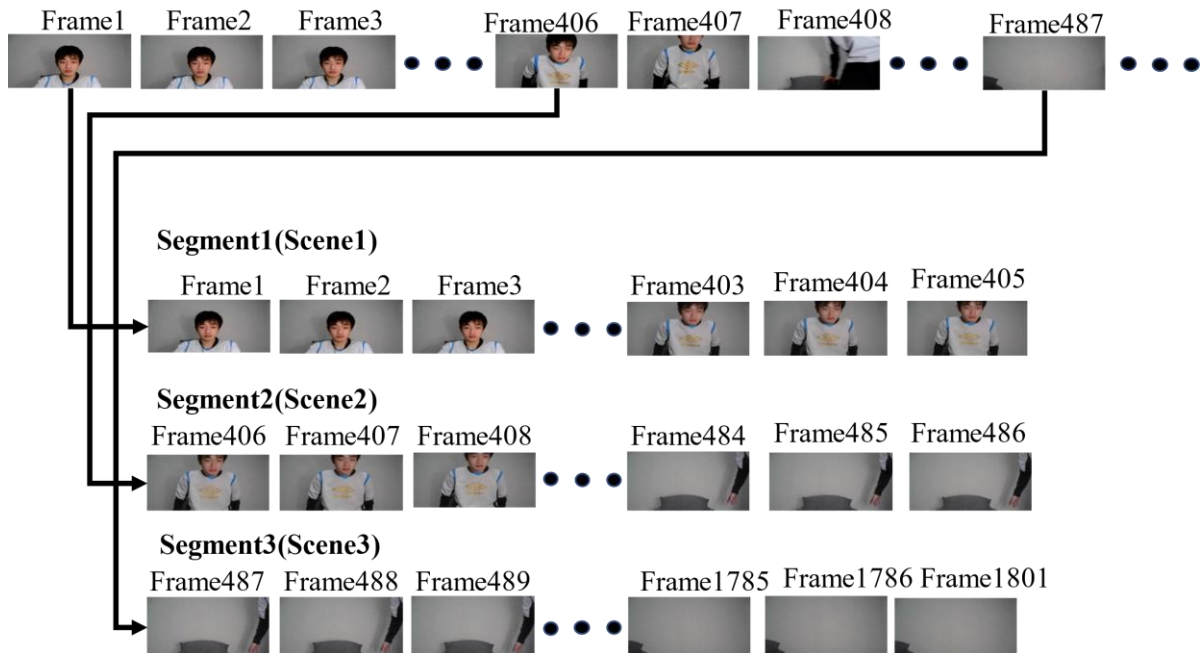 Frame1 Frame2 Frame3 Frame406 Frame407 Frame408 Frame487
Segment1(Scene1)
Frame1 Frame2 Frame3 Frame403 Frame404 Frame405
Segment2(Scene2)
Frame406 Frame407 Frame408 Frame484 Frame485 Frame486
Segment3(Scene3)
Frame487 Frame488 Frame489 Frame1785 Frame1786 Frame1801